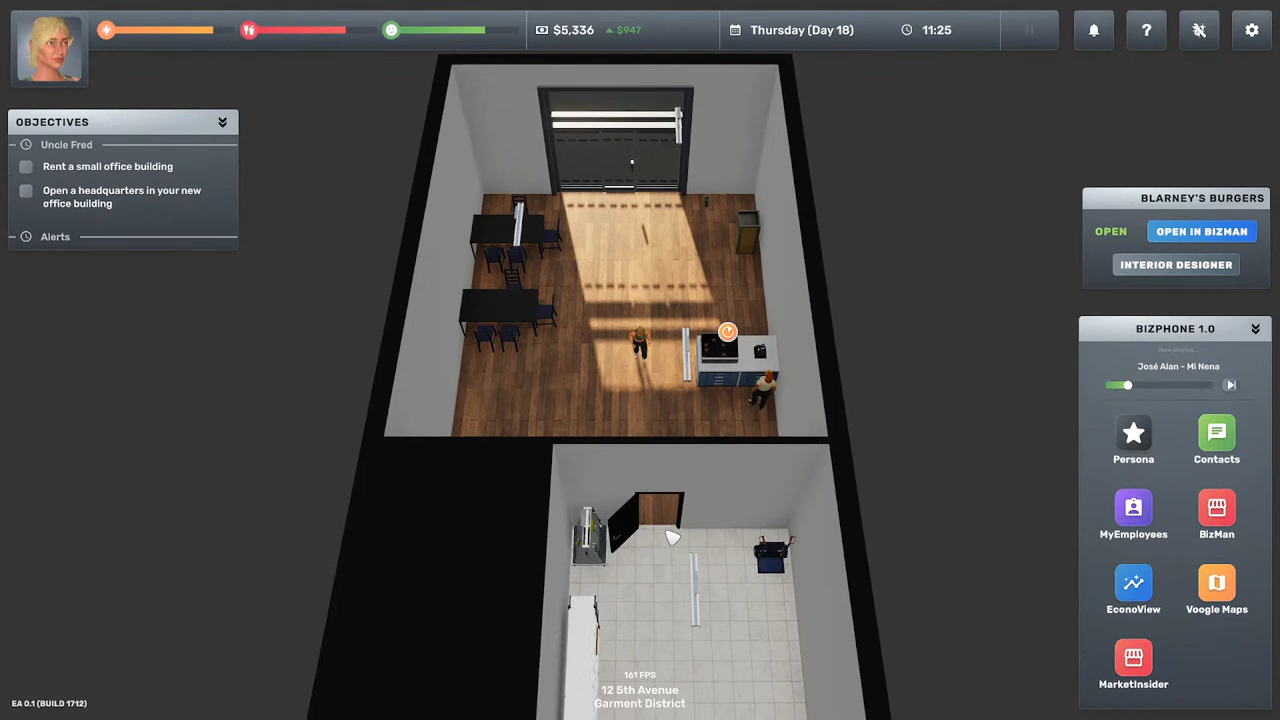 $5,336 $947
Thursday (Day 18)
11:25
?
OBJECTIVES
Uncle Fred
Rent a small office building
Open a headquarters in your new
office building
Alerts
BLARNEY'S BURGERS
OPEN
OPEN IN BIZMAN
INTERIOR DESIGNER
BIZPHONE 1.0
Now playing...
José Alan - Mi Nena
Persona
Contacts
MyEmployees
BizMan
EconoView
Voogle Maps
MarketInsider
161 FPS
12 5th Avenue
Garment District
EA 0.1 (BUILD 1712)